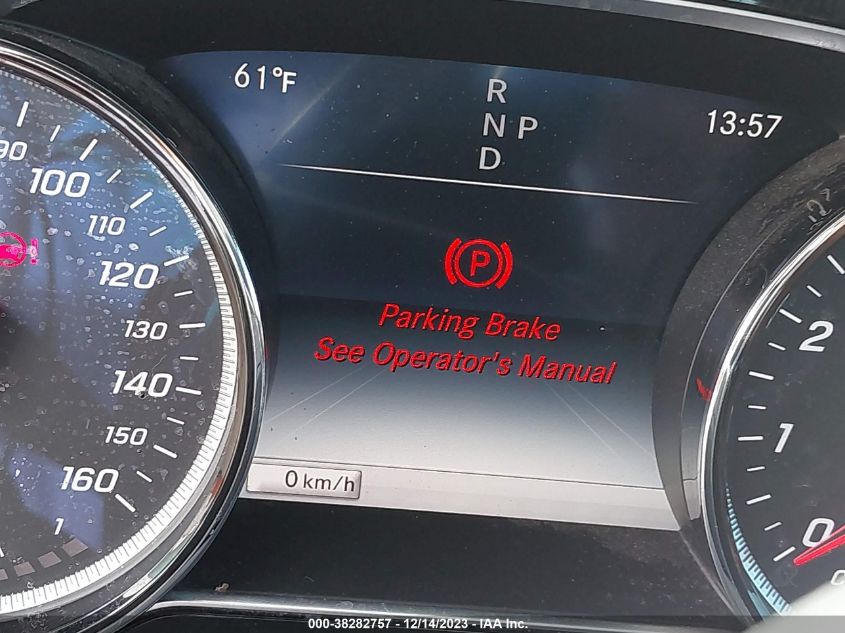 61°F
R
13:57
N P
D
90
100
110
120
130
140
150
160
1
P
Parking Brake
See Operator's Manual
0 km/h
2
1
0
000-38282757 - 12/14/2023 - IAA Inc.